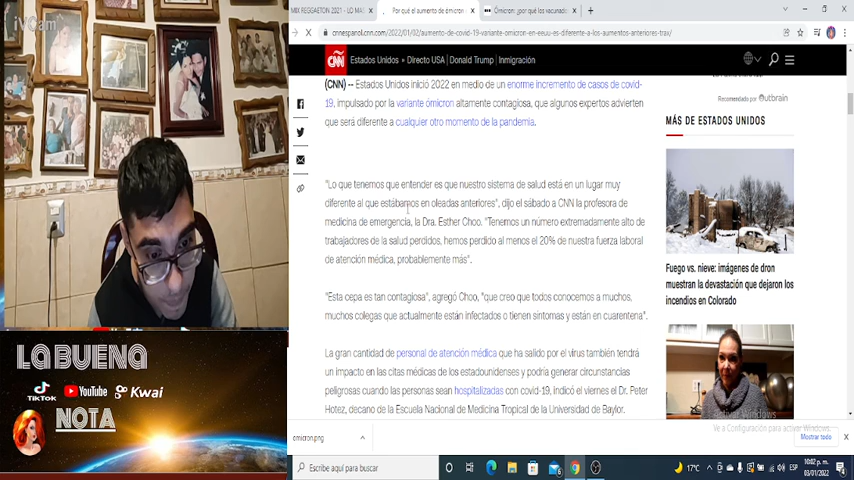 iVCam
MIX REGGAETON 2021 - LO MAS
Por qué el aumento de ómicron
Ómicron: ¿por qué los vacunados
cnnespanol.cnn.com/2022/01/02/aumento-de-covid-19-variante-omicron-en-eeuu-es-diferente-a-los-aumentos-anteriores-trax/
CNN Estados Unidos » Directo USA | Donald Trump | Inmigración
(CNN) -- Estados Unidos inició 2022 en medio de un enorme incremento de casos de covid-
19, impulsado por la variante ómicron altamente contagiosa, que algunos expertos advierten
que será diferente a cualquier otro momento de la pandemia.
"Lo que tenemos que entender es que nuestro sistema de salud está en un lugar muy
diferente al que estábamos en oleadas anteriores", dijo el sábado a CNN la profesora de
medicina de emergencia, la Dra. Esther Choo. "Tenemos un número extremadamente alto de
trabajadores de la salud perdidos, hemos perdido al menos el 20% de nuestra fuerza laboral
de atención médica, probablemente más".
"Esta cepa es tan contagiosa", agregó Choo, "que creo que todos conocemos a muchos,
muchos colegas que actualmente están infectados o tienen síntomas y están en cuarentena".
La gran cantidad de personal de atención médica que ha salido por el virus también tendrá
un impacto en las citas médicas de los estadounidenses y podría generar circunstancias
peligrosas cuando las personas sean hospitalizadas con covid-19, indicó el viernes el Dr. Peter
Hotez, decano de la Escuela Nacional de Medicina Tropical de la Universidad de Baylor.
Recomendado por Outbrain
MÁS DE ESTADOS UNIDOS
Fuego vs. nieve: imágenes de dron
muestran la devastación que dejaron los
incendios en Colorado
Activar Windows
Ve a Configuración para activar Windows.
LA BUENA
TikTok YouTube Kwai
NOTA
omicron.png
Mostrar todo
Escribe aquí para buscar
17°C
ESP
10:02 p. m.
03/01/2022